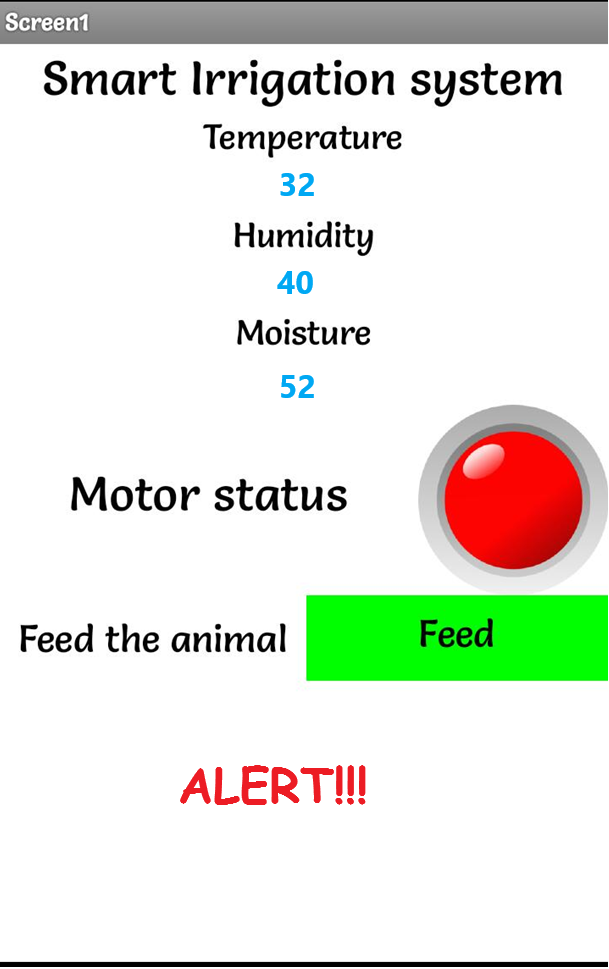 Screen1
Smart Irrigation system
Temperature
32
Humidity
40
Moisture
52
Motor status
Feed the animal Feed
ALERT!!!